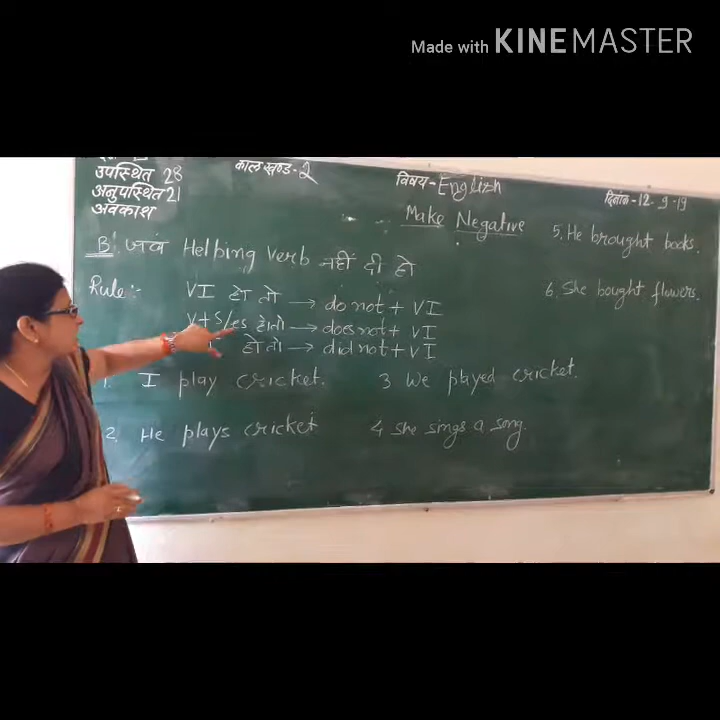 Made with KINEMASTER
उपस्थित 28
अनुपस्थित 21
अवकाश
काल खण्ड-2
विषय-English
दिनांक-12-9-19
Make Negative
B. जब Helping Verb नहीं दी हो
Rule:-
VI हो तो → do not + VI
V+S/es होतो → does not + VI
हो तो → did not + VI
1. I play cricket.
2. He plays cricket
3 We played cricket.
4 She sings a song.
5. He brought books.
6. She bought flowers.